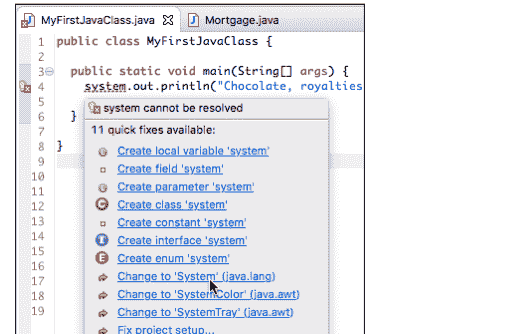 MyFirstJavaClass.java Mortgage.java
1 public class MyFirstJavaClass {
2
3 public static void main(String[] args) {
4 system.out.println("Chocolate, royalties
5
6 }
7
8 }
9
10
11
12
13
14
15
16
17
18
19
system cannot be resolved
11 quick fixes available:
Create local variable 'system'
Create field 'system'
Create parameter 'system'
Create class 'system'
Create constant 'system'
Create interface 'system'
Create enum 'system'
Change to 'System' (java.lang)
Change to 'SystemColor' (java.awt)
Change to 'SystemTray' (java.awt)
Fix project setup...